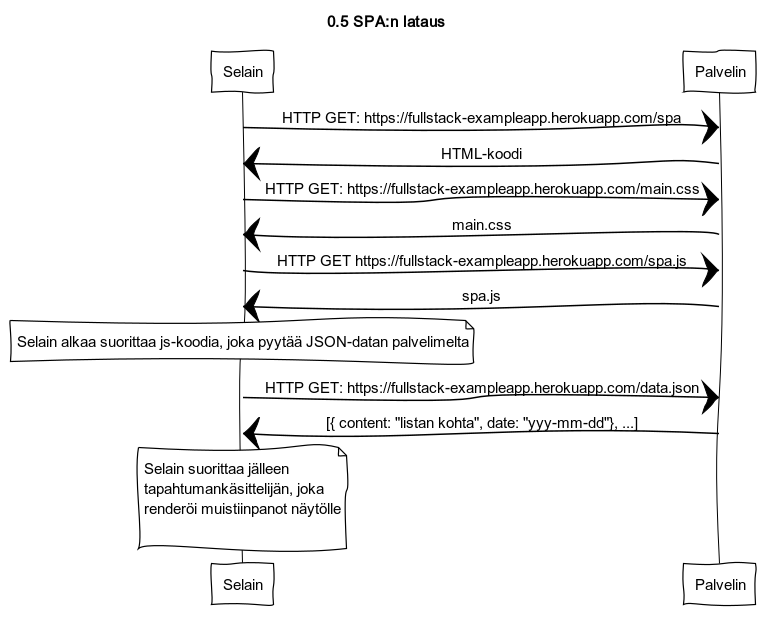 0.5 SPA:n lataus
Selain
Palvelin
HTTP GET: https://fullstack-exampleapp.herokuapp.com/spa
HTML-koodi
HTTP GET: https://fullstack-exampleapp.herokuapp.com/main.css
main.css
HTTP GET https://fullstack-exampleapp.herokuapp.com/spa.js
spa.js
Selain alkaa suorittaa js-koodia, joka pyytää JSON-datan palvelimelta
HTTP GET: https://fullstack-exampleapp.herokuapp.com/data.json
[{ content: "listan kohta", date: "yyy-mm-dd"}, ...]
Selain suorittaa jälleen
tapahtumankäsittelijän, joka
renderöi muistiinpanot näytölle
Selain
Palvelin